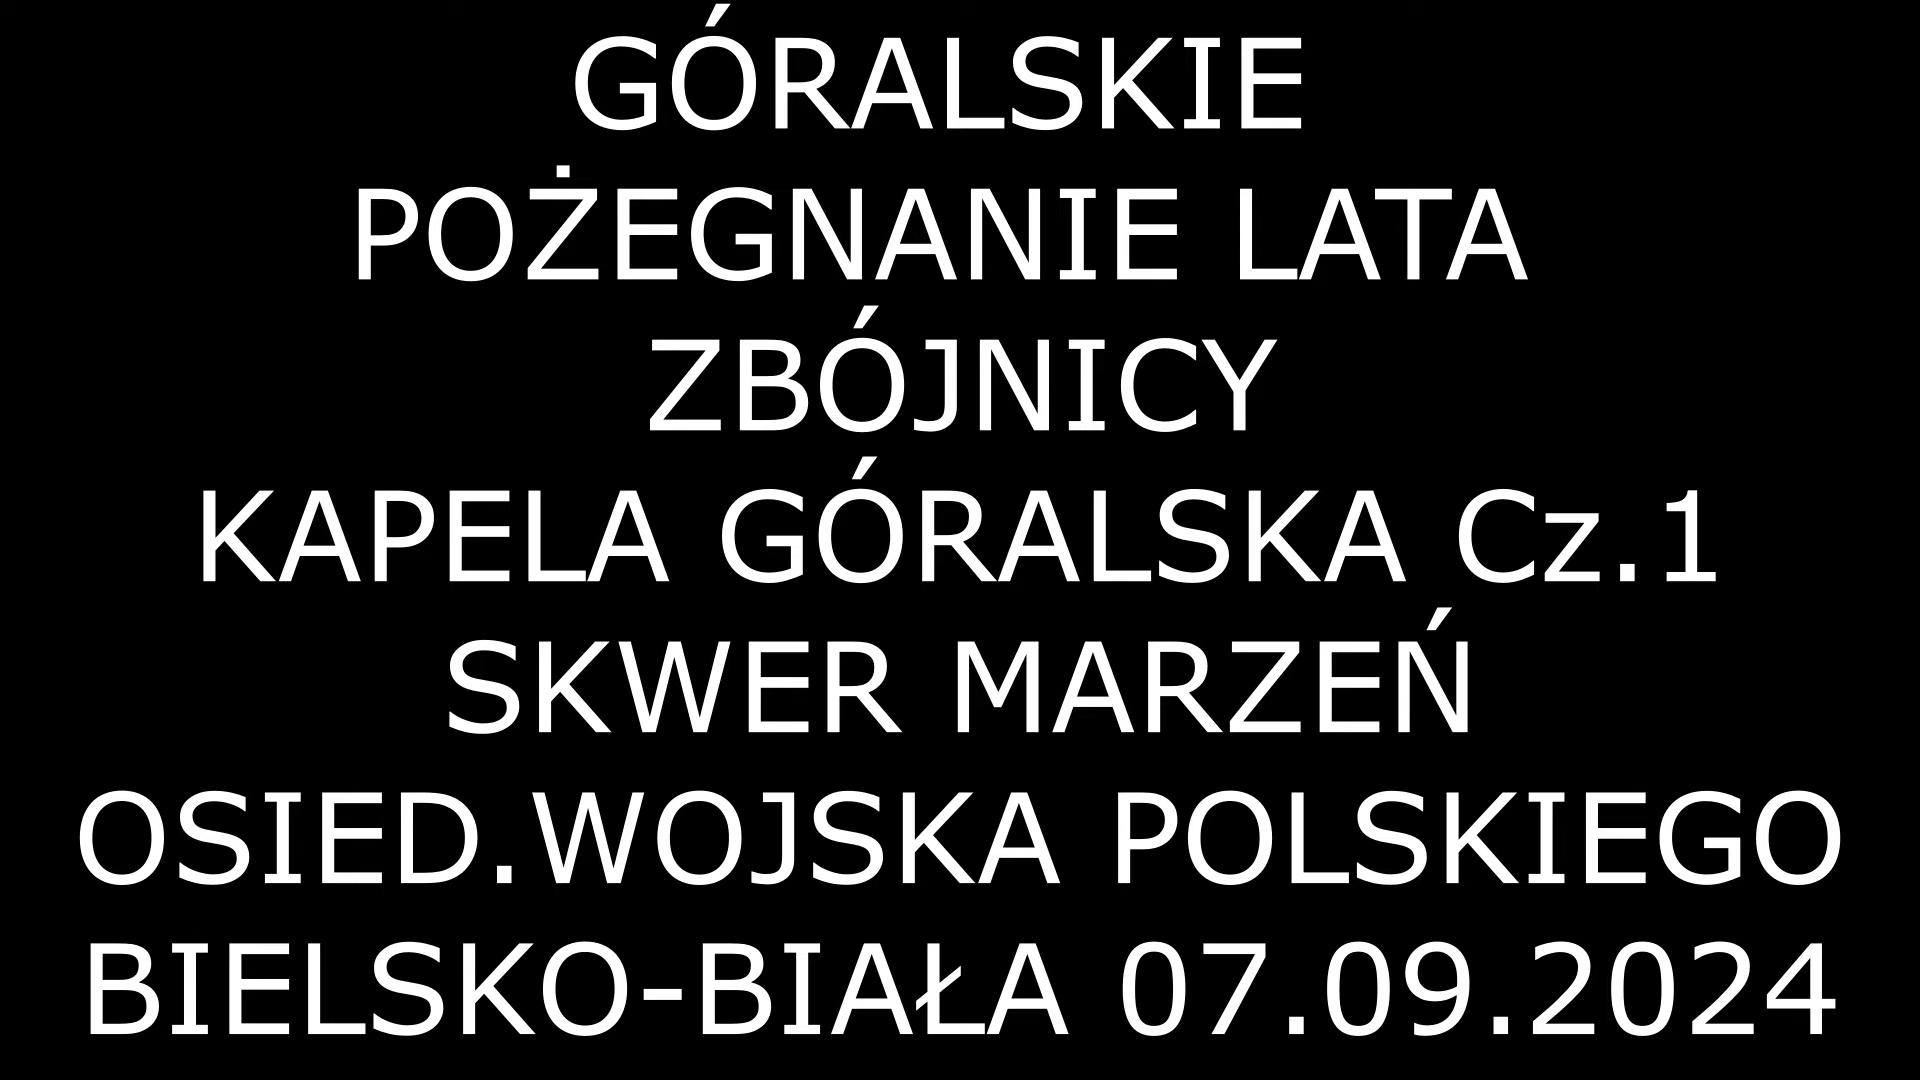 GÓRALSKIE
POŻEGNANIE LATA
ZBÓJNICY
KAPELA GÓRALSKA Cz.1
SKWER MARZEŃ
OSIED.WOJSKA POLSKIEGO
BIELSKO-BIAŁA 07.09.2024